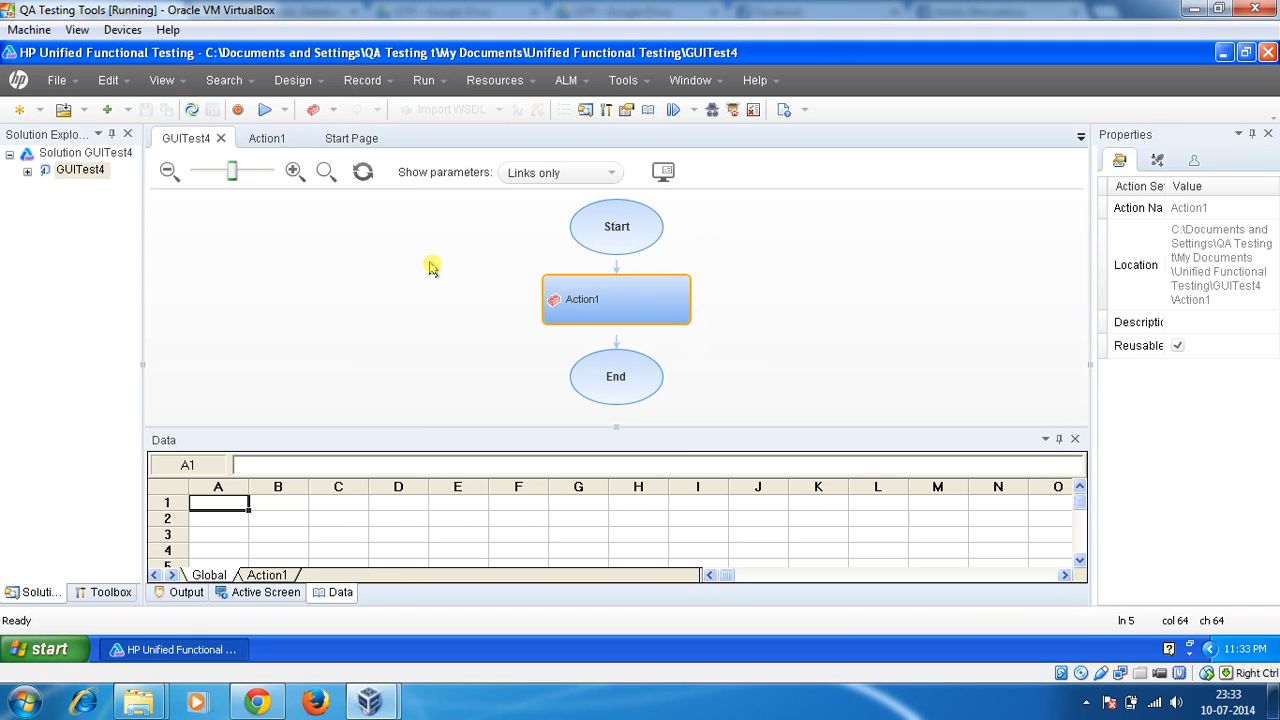 QA Testing Tools [Running] - Oracle VM VirtualBox
Machine View Devices Help
HP Unified Functional Testing - C:\Documents and Settings\QA Testing t\My Documents\Unified Functional Testing\GUITest4
hp File Edit View Search Design Record Run Resources ALM Tools Window Help
Import WSDL
Solution Explo...
GUITest4 Action1 Start Page
Properties
Solution GUITest4
GUITest4
Show parameters: Links only
Action Se Value
Action Na Action1
Location C:\Documents and
Settings\QA Testing
t\My Documents
\Unified Functional
Testing\GUITest4
\Action1
Descriptic
Reusable
Start
Action1
End
Data
A1
A B C D E F G H I J K L M N O
1
2
3
4
5
Global Action1
Soluti... Toolbox Output Active Screen Data
Ready ln 5 col 64 ch 64
start HP Unified Functional ... 11:33 PM
Right Ctrl
23:33
10-07-2014